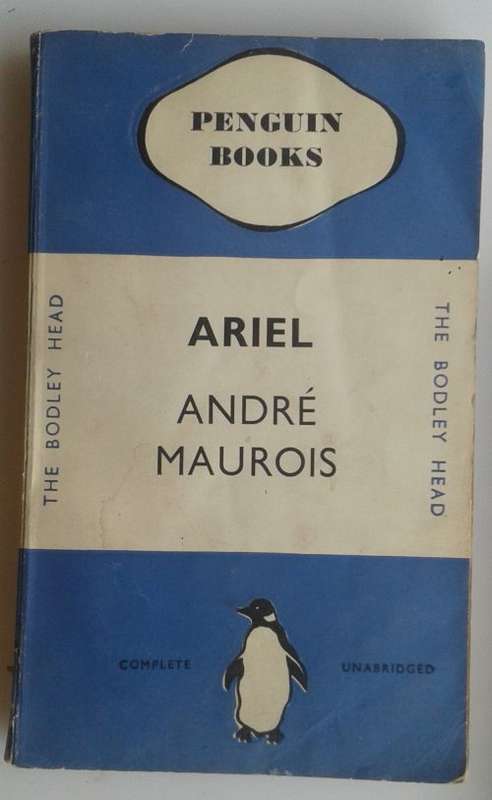 PENGUIN
BOOKS
THE BODLEY HEAD
ARIEL
ANDRÉ
MAUROIS
THE BODLEY HEAD
COMPLETE
UNABRIDGED